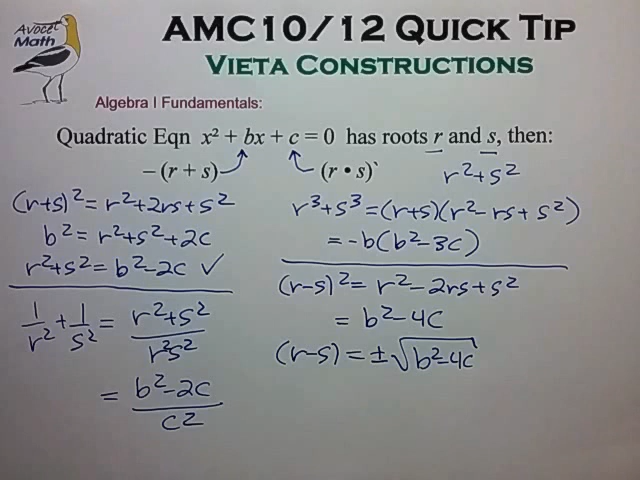 Avocet
Math
AMC10/12 QUICK TIP
VIETA CONSTRUCTIONS
Algebra I Fundamentals:
Quadratic Eqn x² + bx + c = 0 has roots r and s, then:
−(r + s) (r • s) r²+s²
(r+s)²=r²+2rs+s²
b²=r²+s²+2c
r²+s²=b²-2c ✓
1/r² + 1/s² = (r²+s²)/(r²s²)
= (b²-2c)/c²
r³+s³=(r+s)(r²-rs+s²)
=-b(b²-3c)
(r-s)²=r²-2rs+s²
= b²-4c
(r-s)=±√(b²-4c)